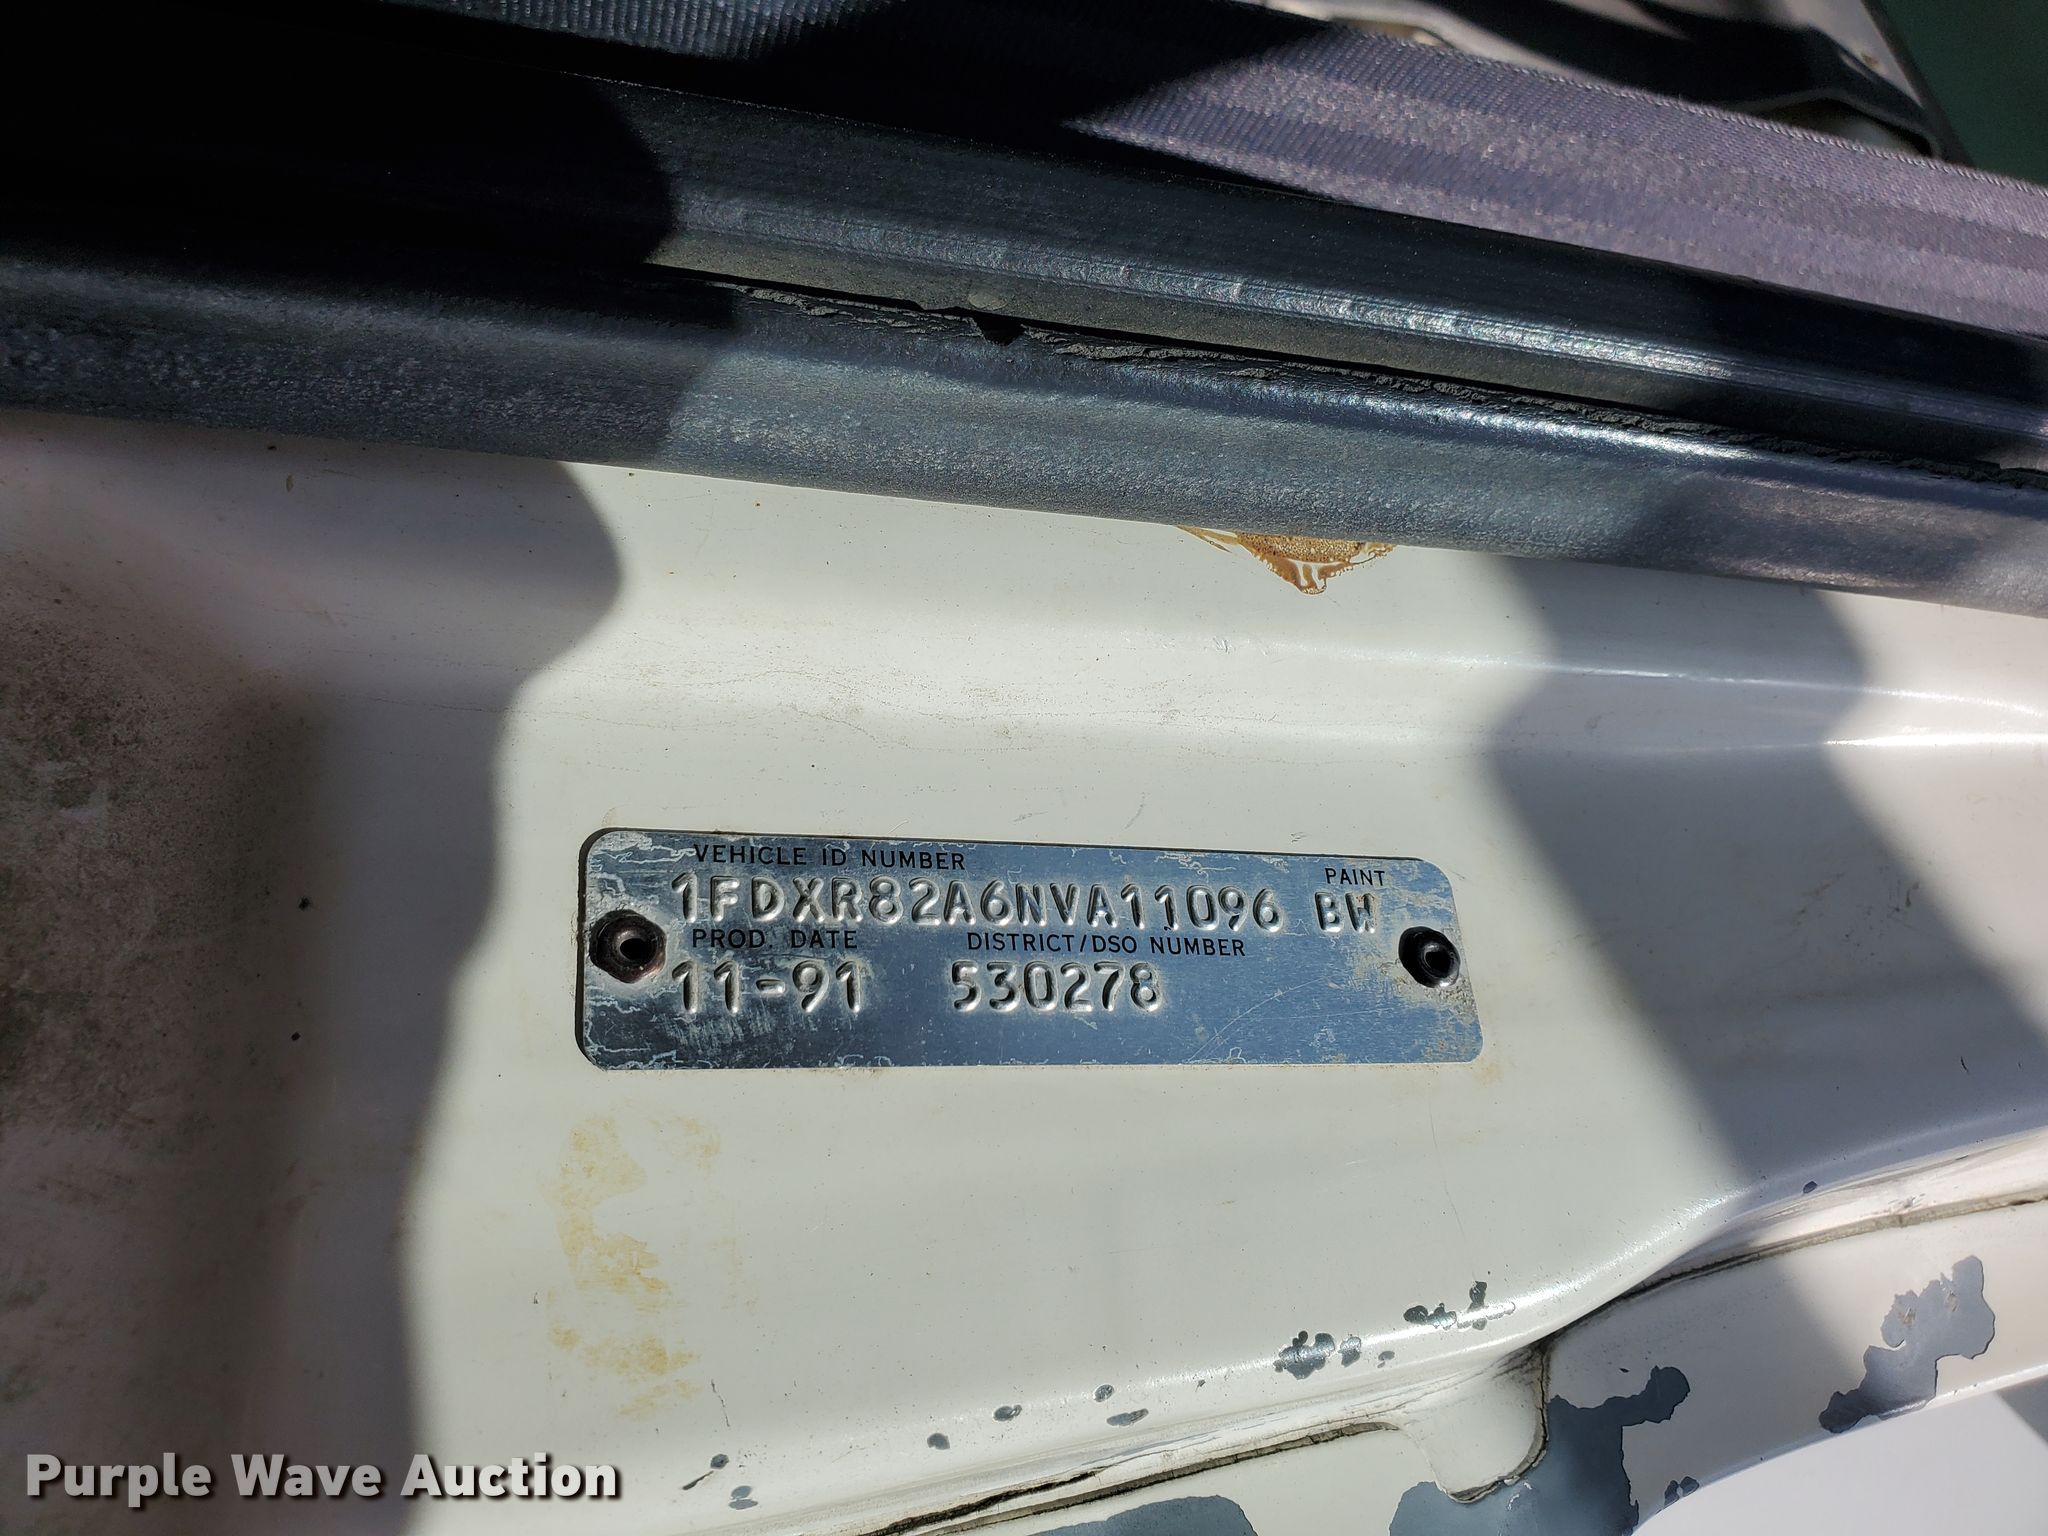 VEHICLE ID NUMBER PAINT
1FDXR82A6NVA11096 BW
PROD. DATE DISTRICT/DSO NUMBER
11-91 530278
Purple Wave Auction